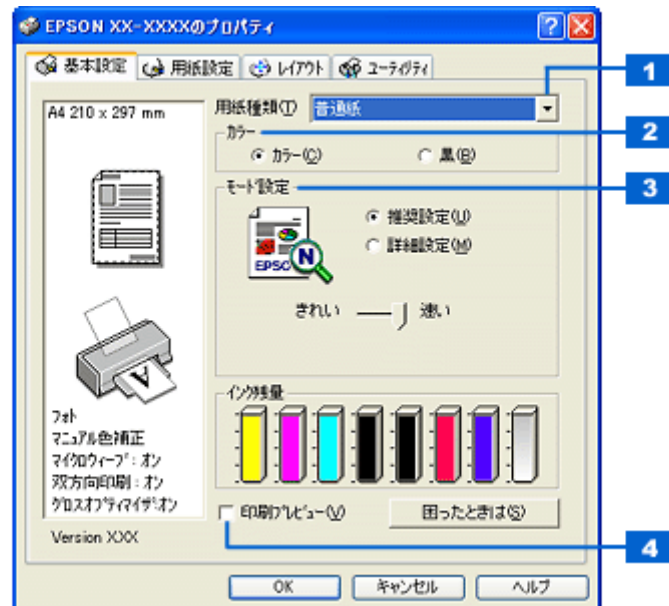 EPSON XX-XXXXのプロパティ
基本設定 用紙設定 レイアウト ユーティリティ
A4 210 x 297 mm
用紙種類(T) 普通紙
1
カラー
2
カラー(C) 黒(B)
モード設定
3
推奨設定(U)
詳細設定(M)
EPSO N
きれい 速い
A
インク残量
フォト
マニュアル色補正
マイクロウィーブ:オン
双方向印刷:オン
グロスオプティマイザ:オン
印刷プレビュー(V) 困ったときは(S)
Version XXX
4
OK キャンセル ヘルプ